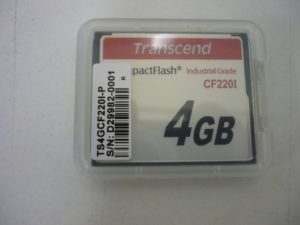 Transcend
pactFlash® Industrial Grade
CF220I
4GB
TS4GCF220I-P
S/N: D29982-0001
R